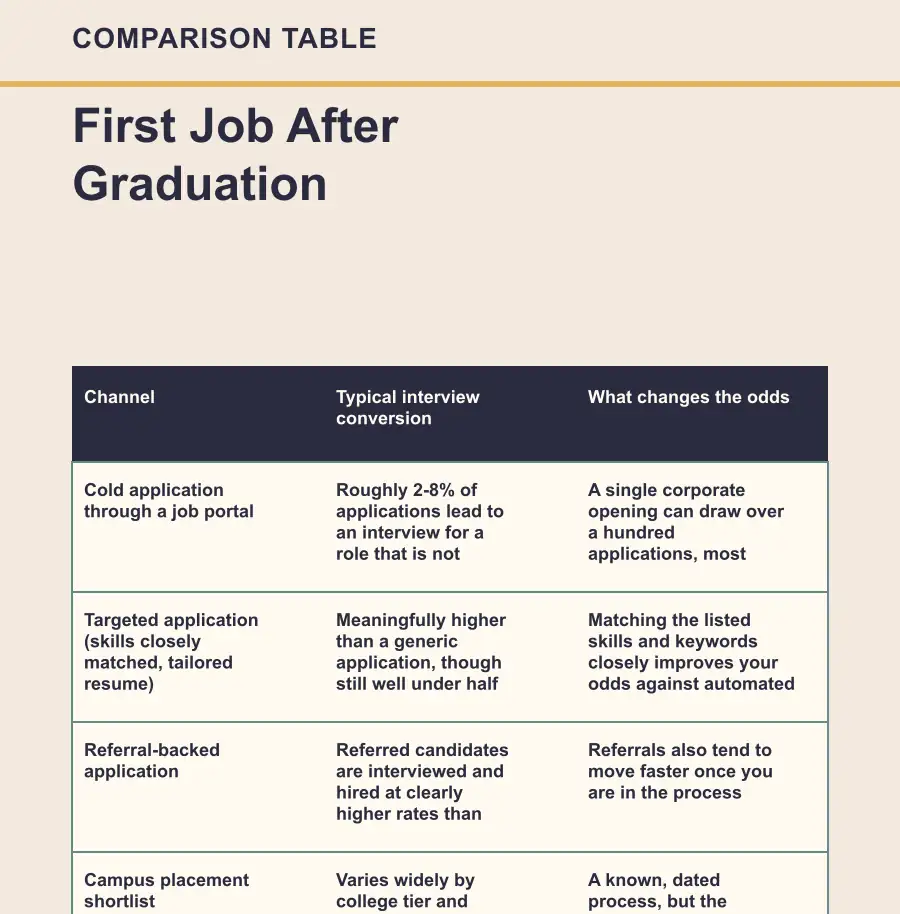 COMPARISON TABLE
First Job After
Graduation
Channel
Typical interview
conversion
What changes the odds
Cold application
through a job portal
Roughly 2-8% of
applications lead to
an interview for a
role that is not
A single corporate
opening can draw over
a hundred
applications, most
Targeted application
(skills closely
matched, tailored
resume)
Meaningfully higher
than a generic
application, though
still well under half
Matching the listed
skills and keywords
closely improves your
odds against automated
Referral-backed
application
Referred candidates
are interviewed and
hired at clearly
higher rates than
Referrals also tend to
move faster once you
are in the process
Campus placement
shortlist
Varies widely by
college tier and
A known, dated
process, but the